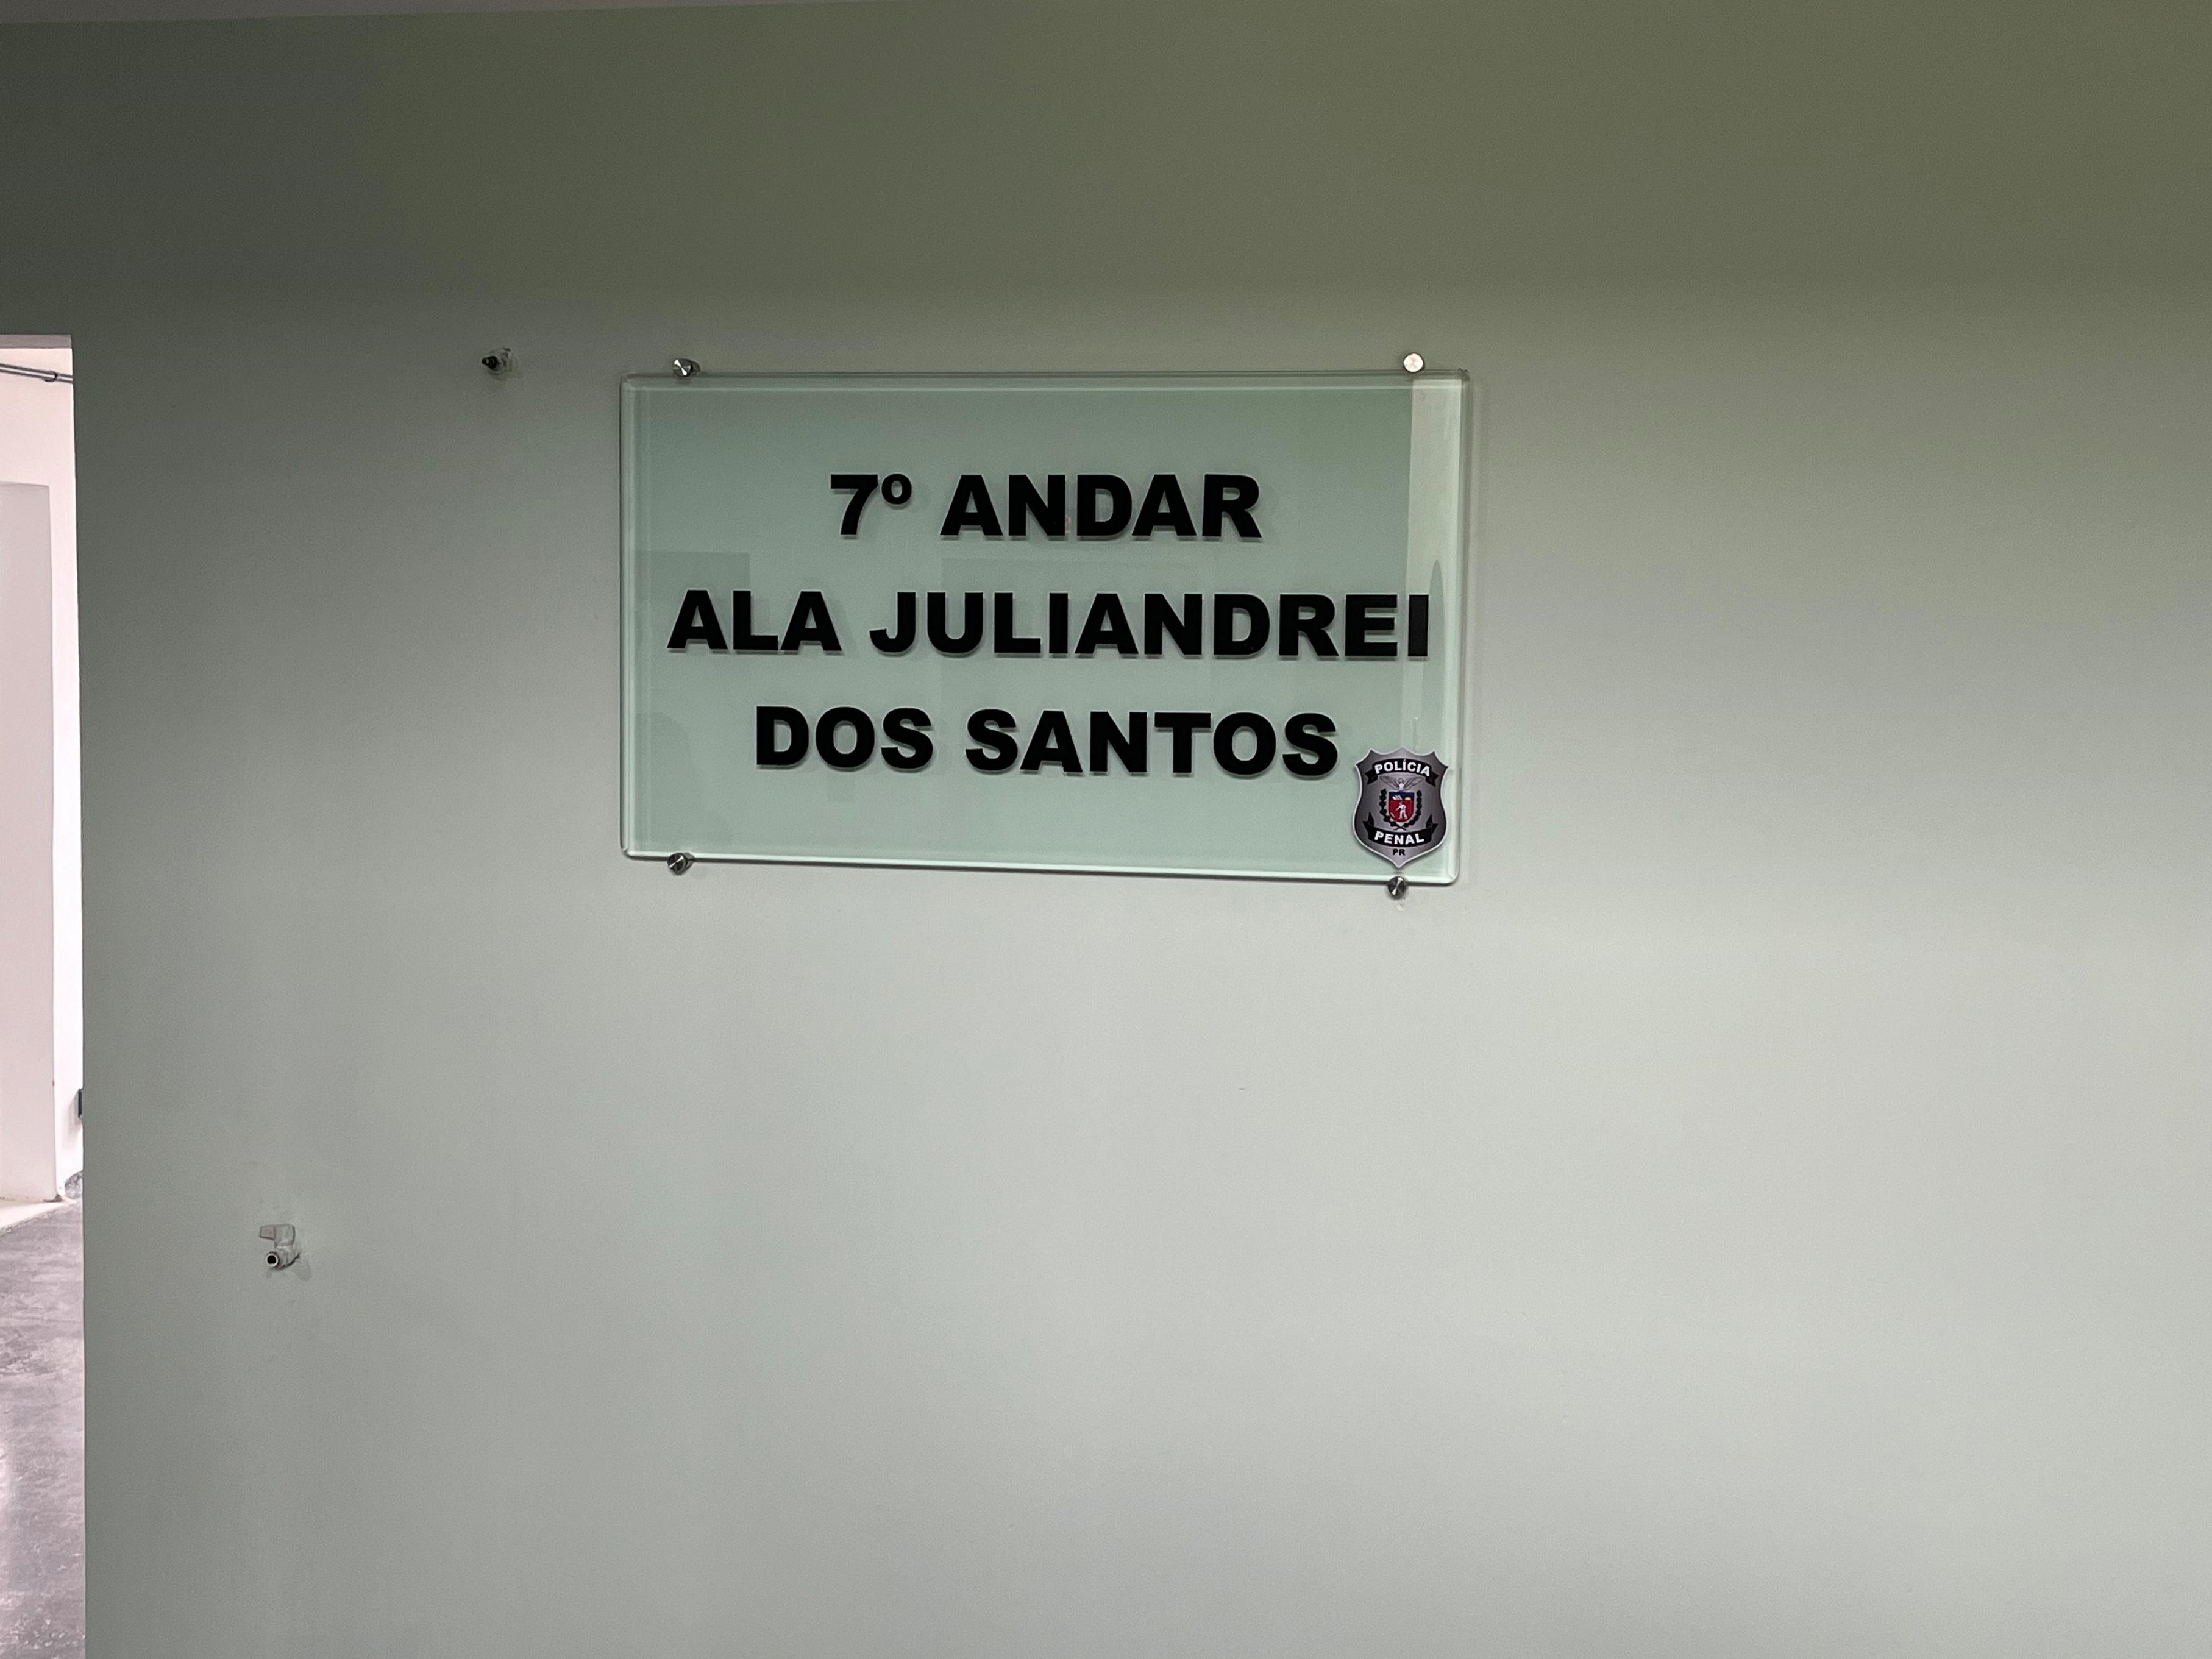 7º ANDAR
ALA JULIANDREI
DOS SANTOS
POLÍCIA
PENAL
PR